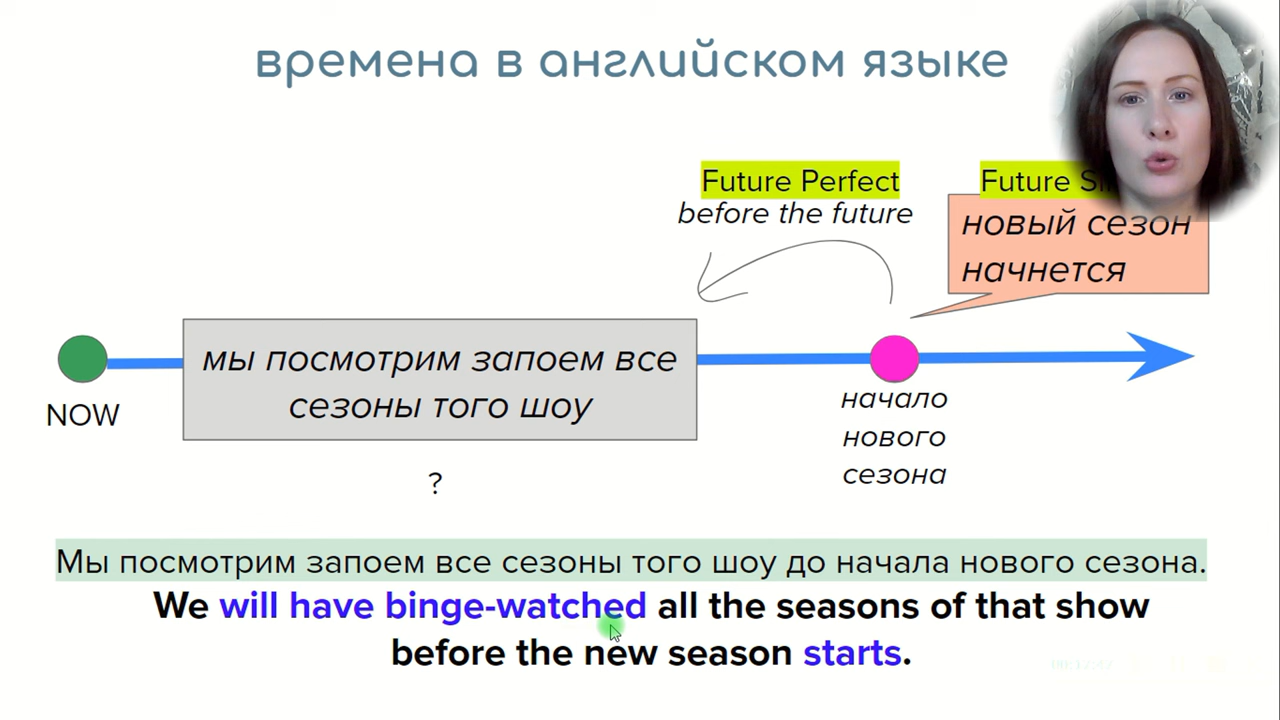 времена в английском языке
Future Perfect
before the future
Future
новый сезон
начнется
мы посмотрим запоем все
сезоны того шоу
NOW
начало
нового
сезона
?
Мы посмотрим запоем все сезоны того шоу до начала нового сезона.
We will have binge-watched all the seasons of that show
before the new season starts.